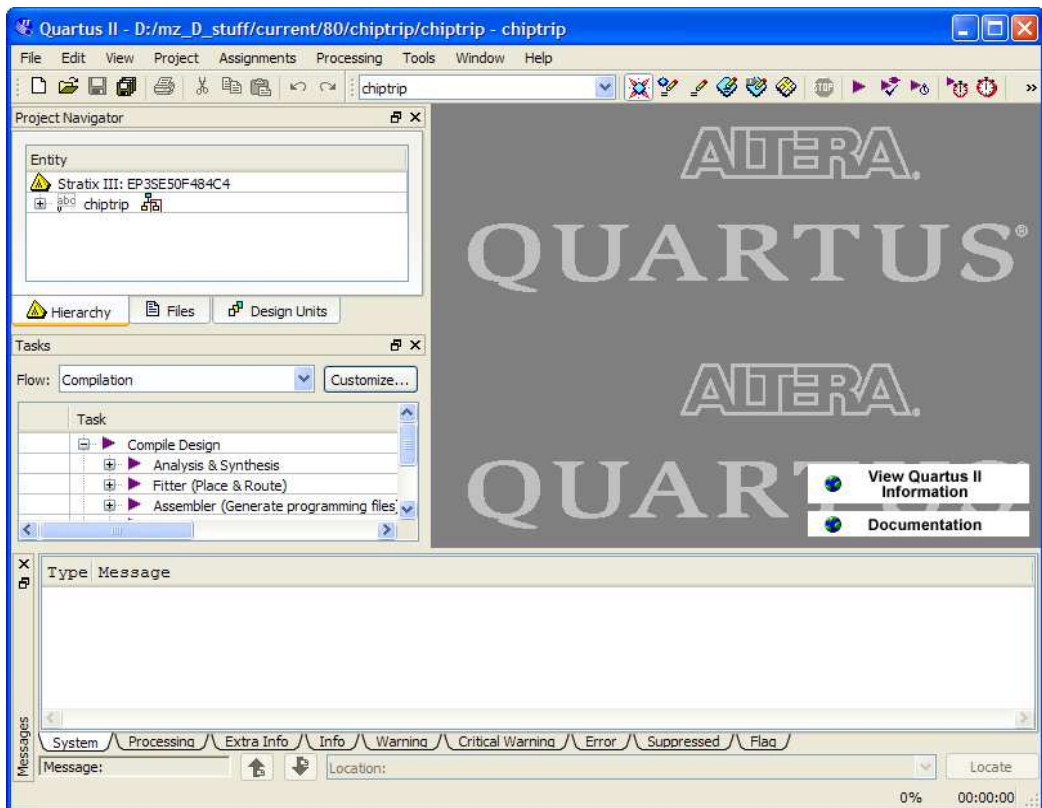 Quartus II - D:/mz_D_stuff/current/80/chiptrip/chiptrip - chiptrip
File Edit View Project Assignments Processing Tools Window Help
chiptrip
STOP
»
Project Navigator
Entity
Stratix III: EP3SE50F484C4
abd chiptrip
Hierarchy Files Design Units
Tasks
Flow: Compilation Customize...
Task
Compile Design
Analysis & Synthesis
Fitter (Place & Route)
Assembler (Generate programming files)
ALTERA.
QUARTUS®
ALTERA.
QUARTUS
View Quartus II
Information
Documentation
Type Message
System Processing Extra Info Info Warning Critical Warning Error Suppressed Flag
Messages
Message: Location: Locate
0% 00:00:00